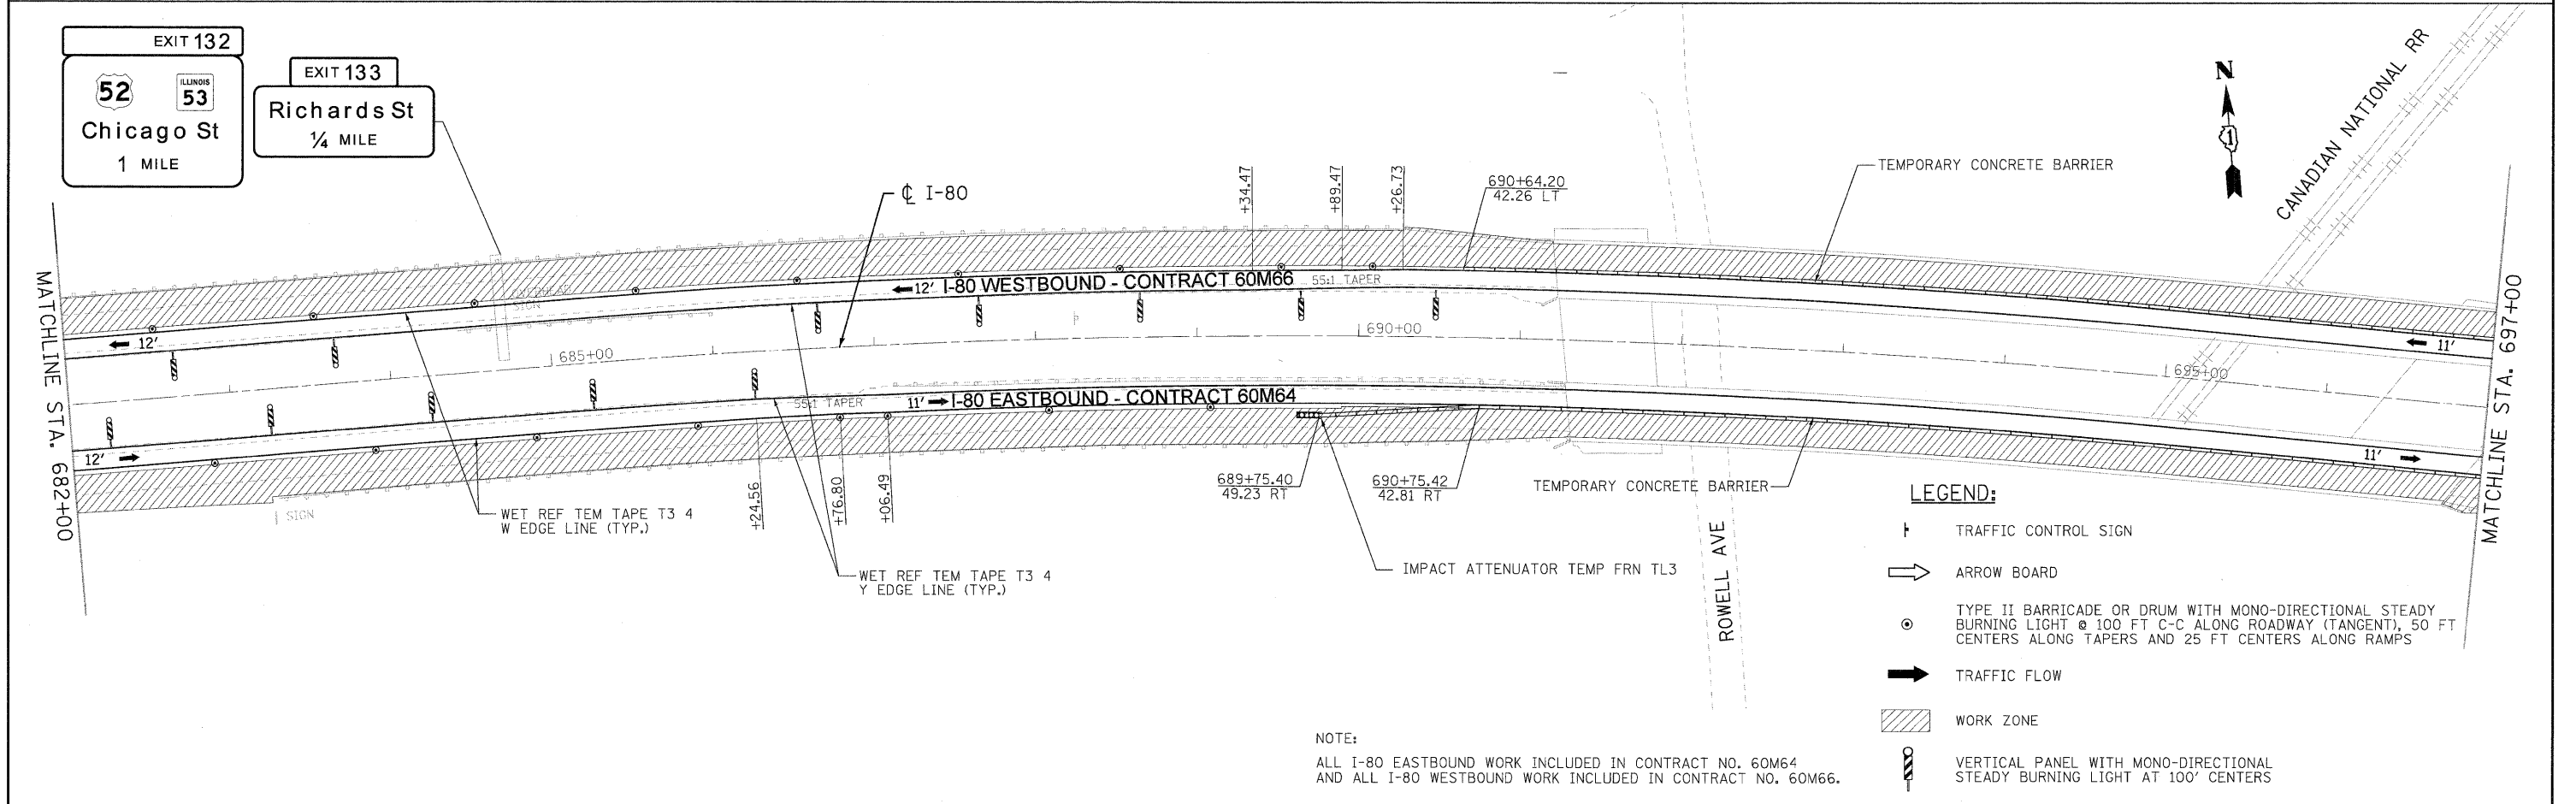 EXIT 132
52
ILLINOIS
53
Chicago St
1 MILE
EXIT 133
Richards St
1/4 MILE
℄ I-80
+34.47
+89.47
+26.73
690+64.20
42.26 LT
TEMPORARY CONCRETE BARRIER
N
1
CANADIAN NATIONAL RR
MATCHLINE STA. 682+00
OVERHEAD
SIGN
12'
12'
I-80 WESTBOUND - CONTRACT 60M66
55:1 TAPER
11'
685+00
690+00
695+00
MATCHLINE STA. 697+00
12'
55:1 TAPER
11'
I-80 EASTBOUND - CONTRACT 60M64
11'
SIGN
WET REF TEM TAPE T3 4
W EDGE LINE (TYP.)
+24.56
+76.80
+06.49
WET REF TEM TAPE T3 4
Y EDGE LINE (TYP.)
689+75.40
49.23 RT
690+75.42
42.81 RT
TEMPORARY CONCRETE BARRIER
IMPACT ATTENUATOR TEMP FRN TL3
ROWELL AVE
LEGEND:
TRAFFIC CONTROL SIGN
ARROW BOARD
TYPE II BARRICADE OR DRUM WITH MONO-DIRECTIONAL STEADY
BURNING LIGHT @ 100 FT C-C ALONG ROADWAY (TANGENT), 50 FT
CENTERS ALONG TAPERS AND 25 FT CENTERS ALONG RAMPS
TRAFFIC FLOW
WORK ZONE
VERTICAL PANEL WITH MONO-DIRECTIONAL
STEADY BURNING LIGHT AT 100' CENTERS
NOTE:
ALL I-80 EASTBOUND WORK INCLUDED IN CONTRACT NO. 60M64
AND ALL I-80 WESTBOUND WORK INCLUDED IN CONTRACT NO. 60M66.